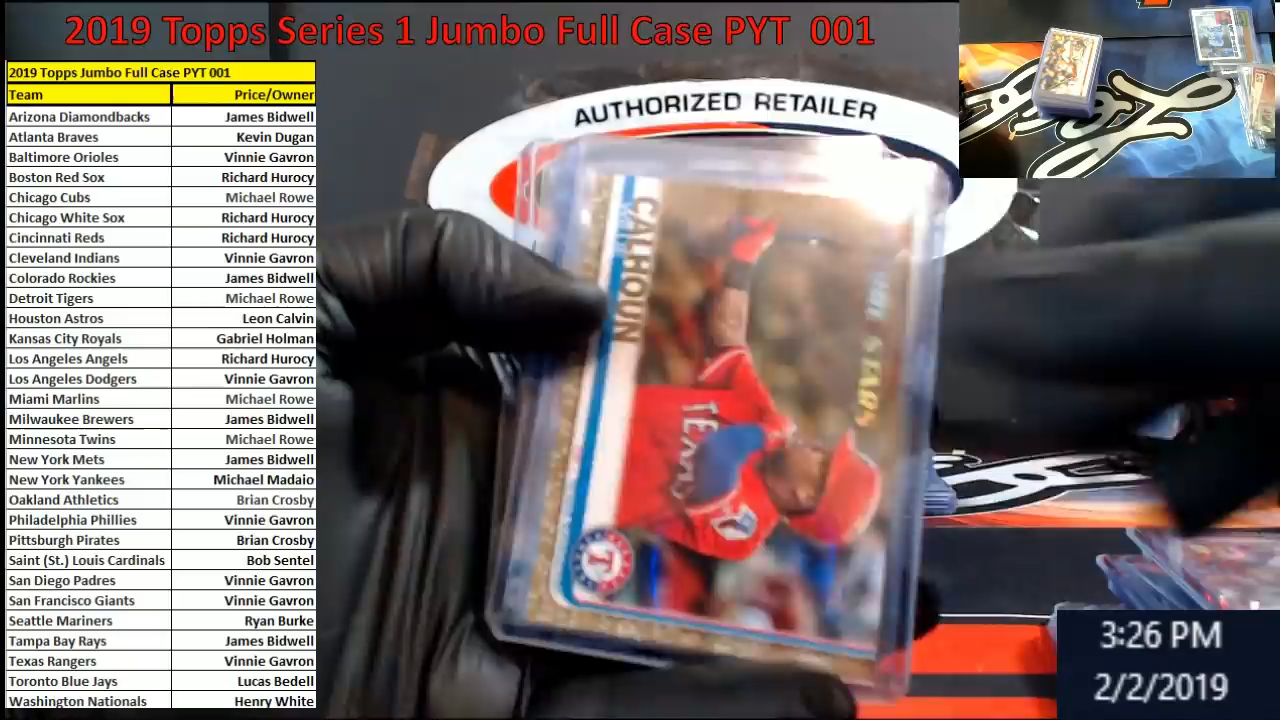 2019 Topps Series 1 Jumbo Full Case PYT 001
2019 Topps Jumbo Full Case PYT 001
Team Price/Owner
Arizona Diamondbacks James Bidwell
Atlanta Braves Kevin Dugan
Baltimore Orioles Vinnie Gavron
Boston Red Sox Richard Hurocy
Chicago Cubs Michael Rowe
Chicago White Sox Richard Hurocy
Cincinnati Reds Richard Hurocy
Cleveland Indians Vinnie Gavron
Colorado Rockies James Bidwell
Detroit Tigers Michael Rowe
Houston Astros Leon Calvin
Kansas City Royals Gabriel Holman
Los Angeles Angels Richard Hurocy
Los Angeles Dodgers Vinnie Gavron
Miami Marlins Michael Rowe
Milwaukee Brewers James Bidwell
Minnesota Twins Michael Rowe
New York Mets James Bidwell
New York Yankees Michael Madaio
Oakland Athletics Brian Crosby
Philadelphia Phillies Vinnie Gavron
Pittsburgh Pirates Brian Crosby
Saint (St.) Louis Cardinals Bob Sentel
San Diego Padres Vinnie Gavron
San Francisco Giants Vinnie Gavron
Seattle Mariners Ryan Burke
Tampa Bay Rays James Bidwell
Texas Rangers Vinnie Gavron
Toronto Blue Jays Lucas Bedell
Washington Nationals Henry White
AUTHORIZED RETAILER
CALHOUN
STARS
TEXAS
T
3:26 PM
2/2/2019